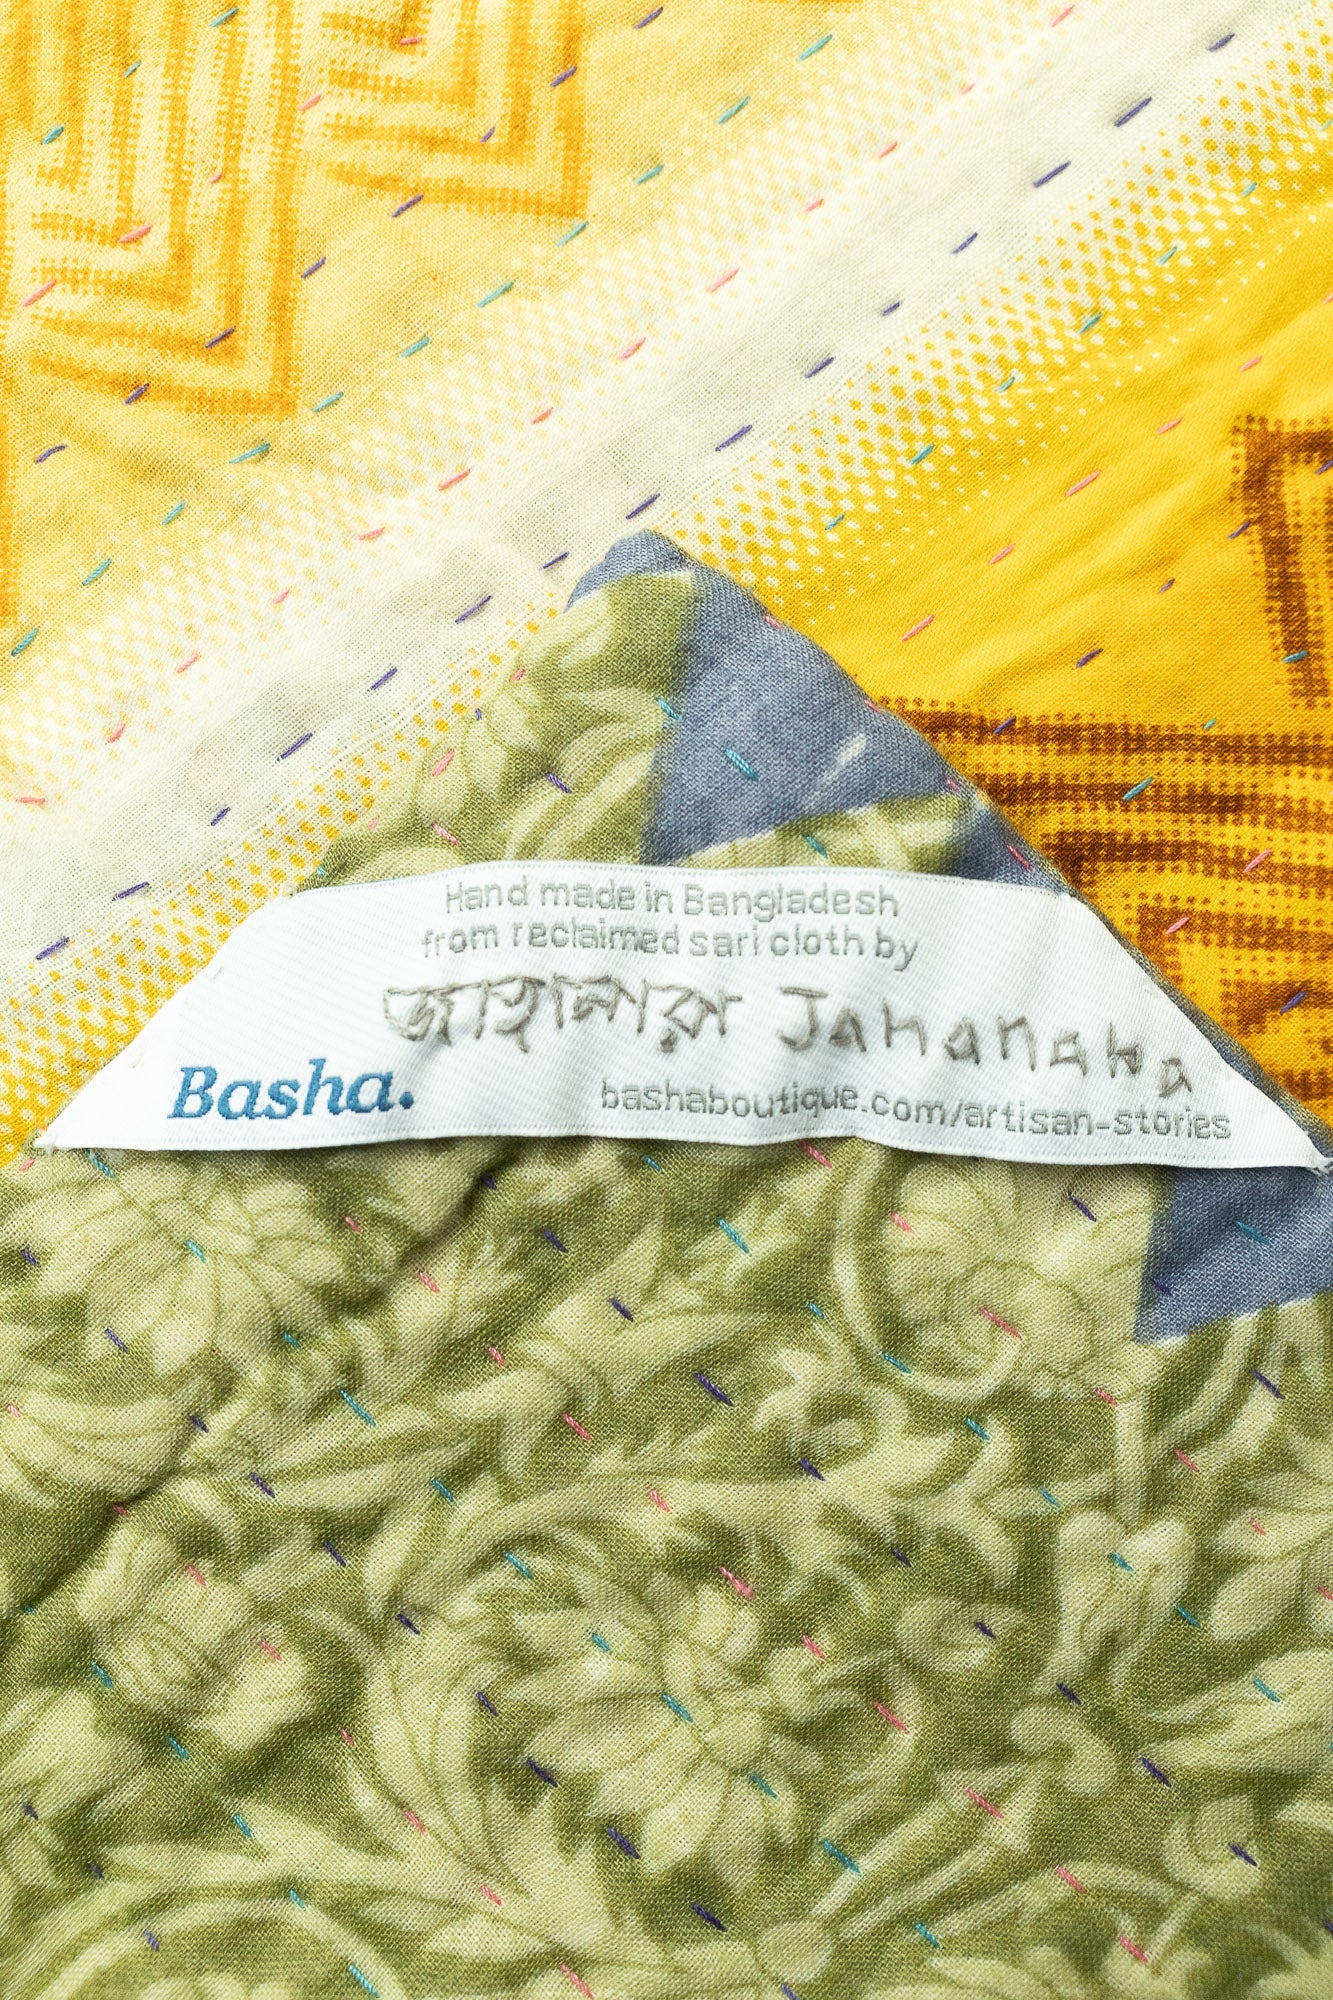 Hand made in Bangladesh
from reclaimed sari cloth by
জাহানারা Jahanara
Basha.
bashaboutique.com/artisan-stories